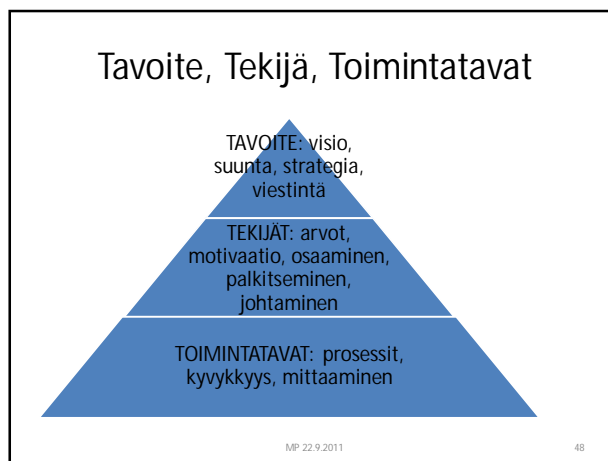 Tavoite, Tekijä, Toimintatavat
TAVOITE: visio,
suunta, strategia,
viestintä
TEKIJÄT: arvot,
motivaatio, osaaminen,
palkitseminen,
johtaminen
TOIMINTATAVAT: prosessit,
kyvykkyys, mittaaminen
MP 22.9.2011
48